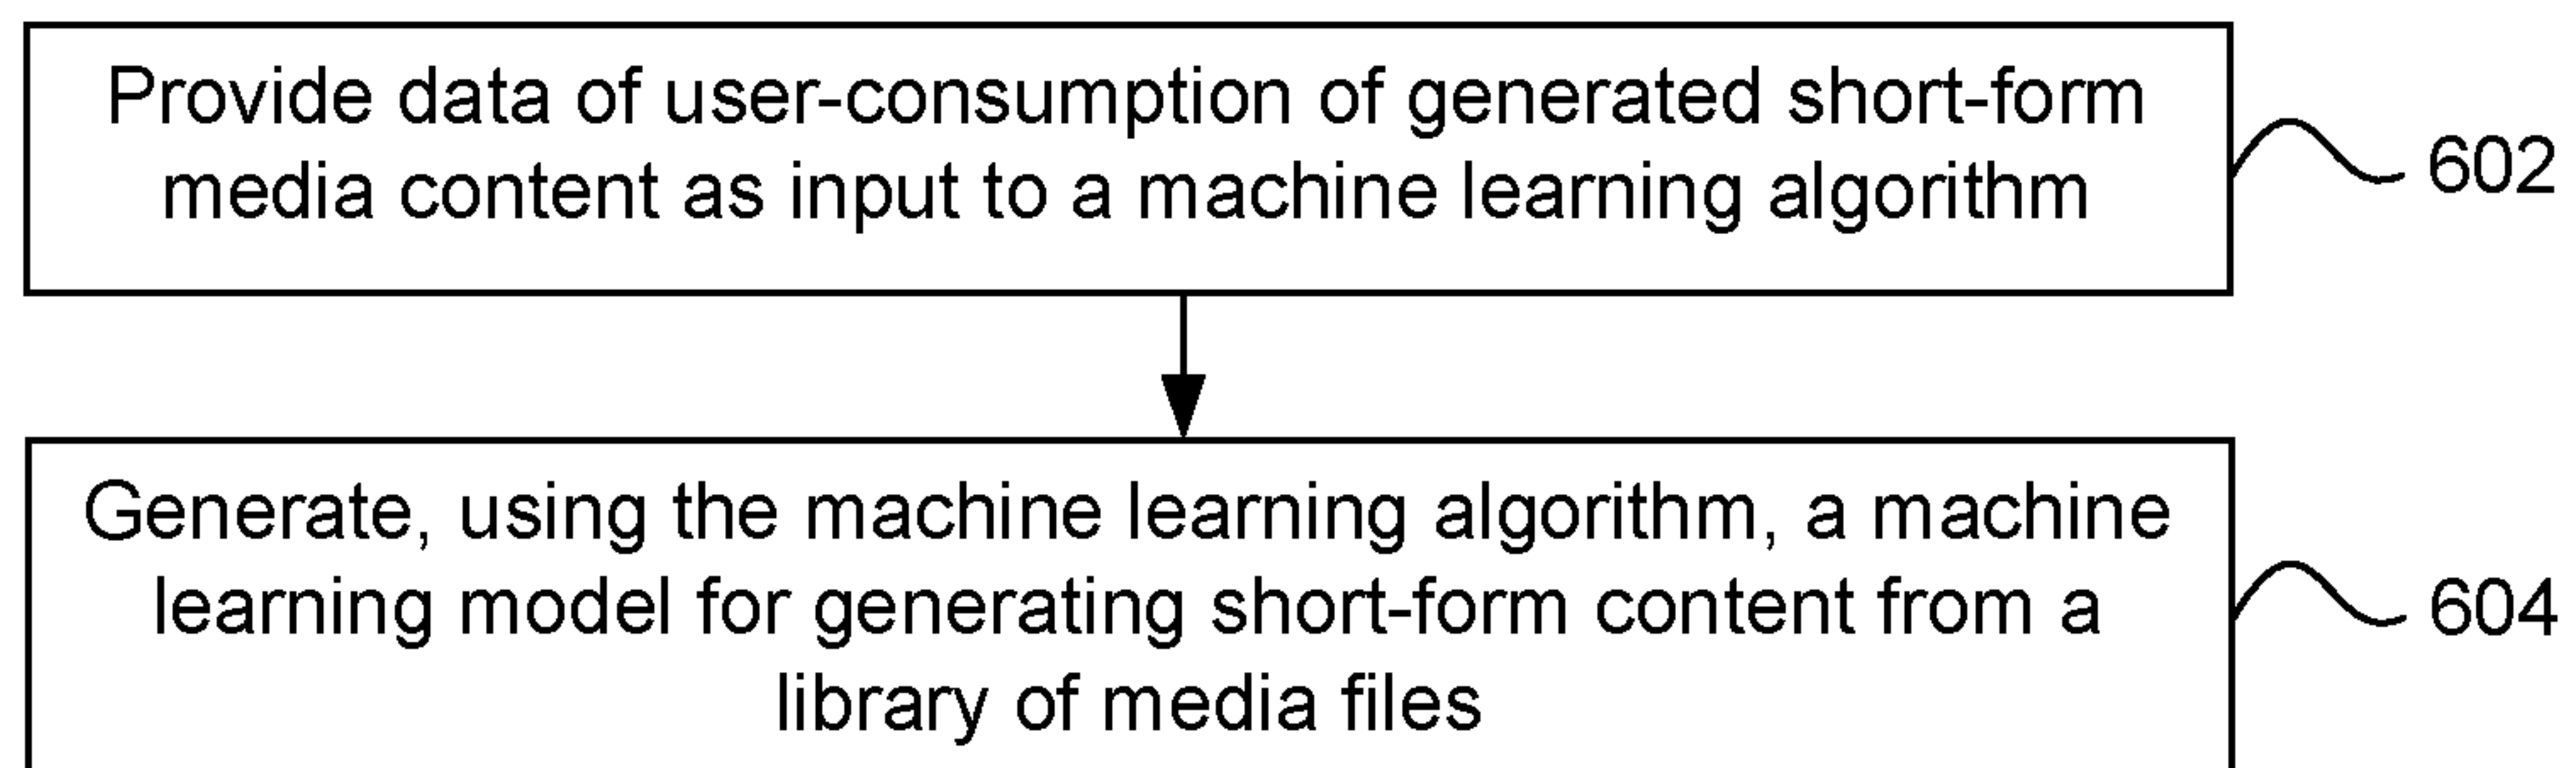 Provide data of user-consumption of generated short-form
media content as input to a machine learning algorithm
602
Generate, using the machine learning algorithm, a machine
learning model for generating short-form content from a
library of media files
604